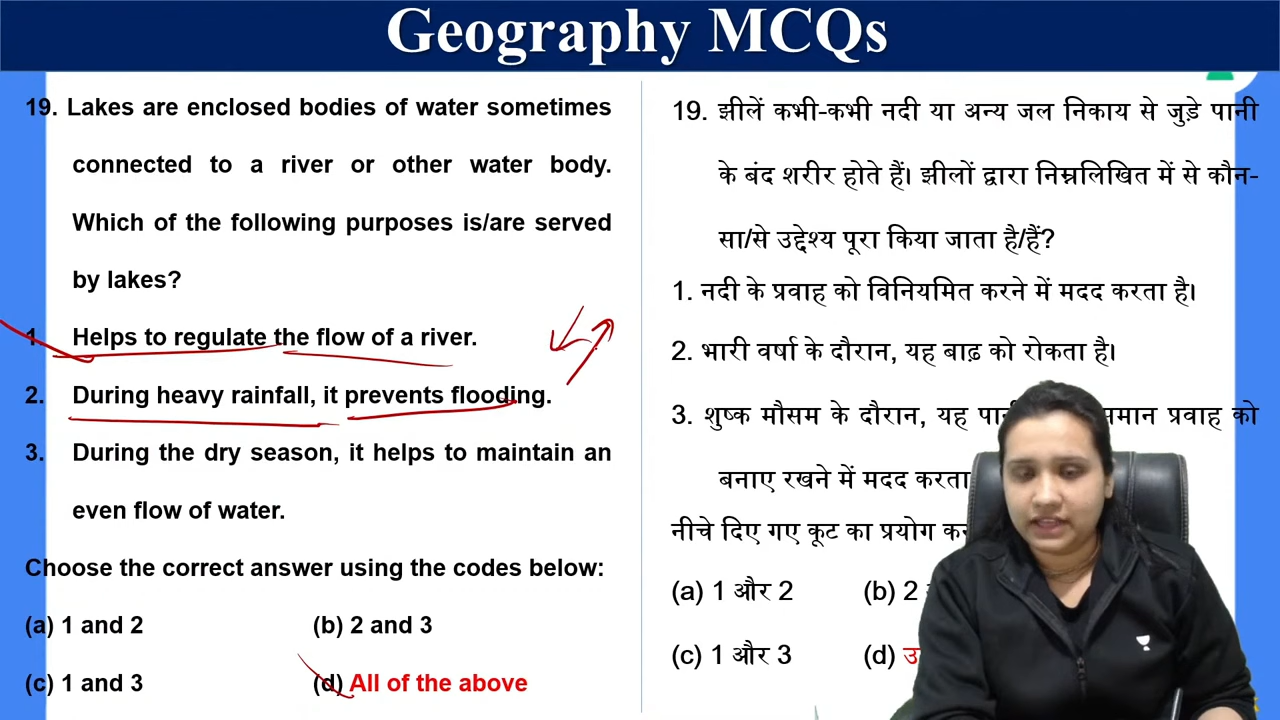 Geography MCQs
19. Lakes are enclosed bodies of water sometimes
connected to a river or other water body.
Which of the following purposes is/are served
by lakes?
1. Helps to regulate the flow of a river.
2. During heavy rainfall, it prevents flooding.
3. During the dry season, it helps to maintain an
even flow of water.
Choose the correct answer using the codes below:
(a) 1 and 2 (b) 2 and 3
(c) 1 and 3 (d) All of the above
19. झीलें कभी-कभी नदी या अन्य जल निकाय से जुड़े पानी
के बंद शरीर होते हैं। झीलों द्वारा निम्नलिखित में से कौन-
सा/से उद्देश्य पूरा किया जाता है/हैं?
1. नदी के प्रवाह को विनियमित करने में मदद करता है।
2. भारी वर्षा के दौरान, यह बाढ़ को रोकता है।
3. शुष्क मौसम के दौरान, यह प्रवाह को
बनाए रखने में मदद करता
नीचे दिए गए कूट का प्रयोग
(a) 1 और 2 (b) 2
(c) 1 और 3 (d)